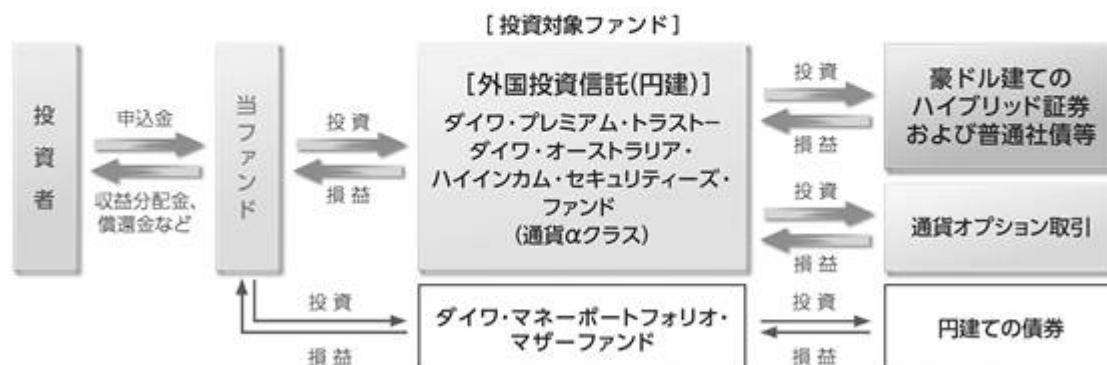 [投資対象ファンド]
投資者
申込金
収益分配金、
償還金など
当ファンド
投資
損益
[外国投資信託(円建)]
ダイワ・プレミアム・トラストー
ダイワ・オーストラリア・
ハイインカム・セキュリティーズ・
ファンド
(通貨αクラス)
投資
損益
豪ドル建ての
ハイブリッド証券
および普通社債等
投資
損益
通貨オプション取引
投資
損益
ダイワ・マネーポートフォリオ・
マザーファンド
投資
損益
円建ての債券